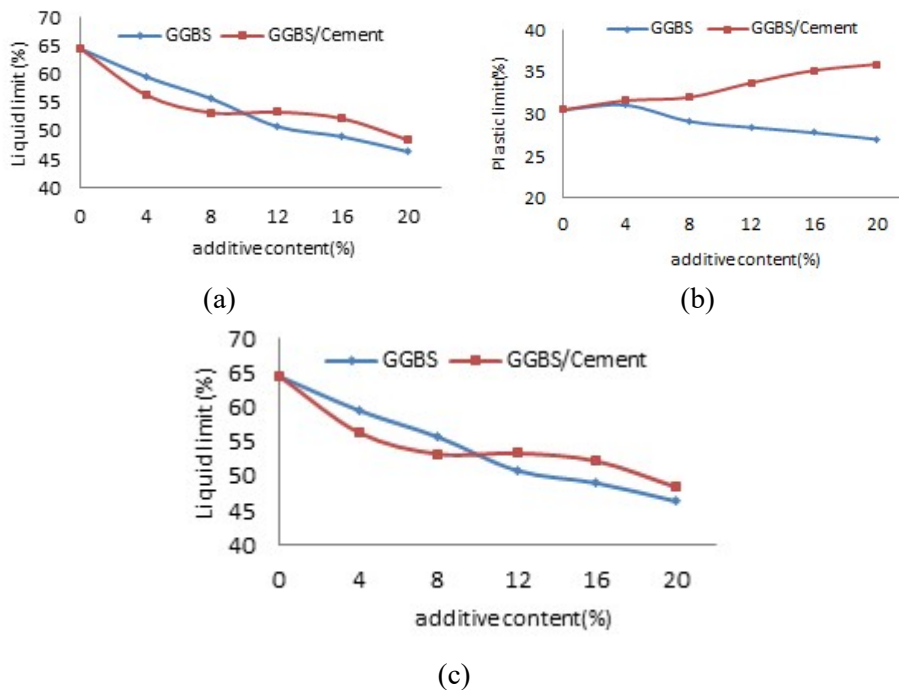 70
65
60
55
50
45
40
Liquid limit (%)
GGBS
GGBS/Cement
0 4 8 12 16 20
additive content(%)
(a)
40
35
30
25
20
Plastic limit(%)
GGBS
GGBS/Cement
0 4 8 12 16 20
additive content(%)
(b)
70
65
60
55
50
45
40
Liquid limit (%)
GGBS
GGBS/Cement
0 4 8 12 16 20
additive content(%)
(c)